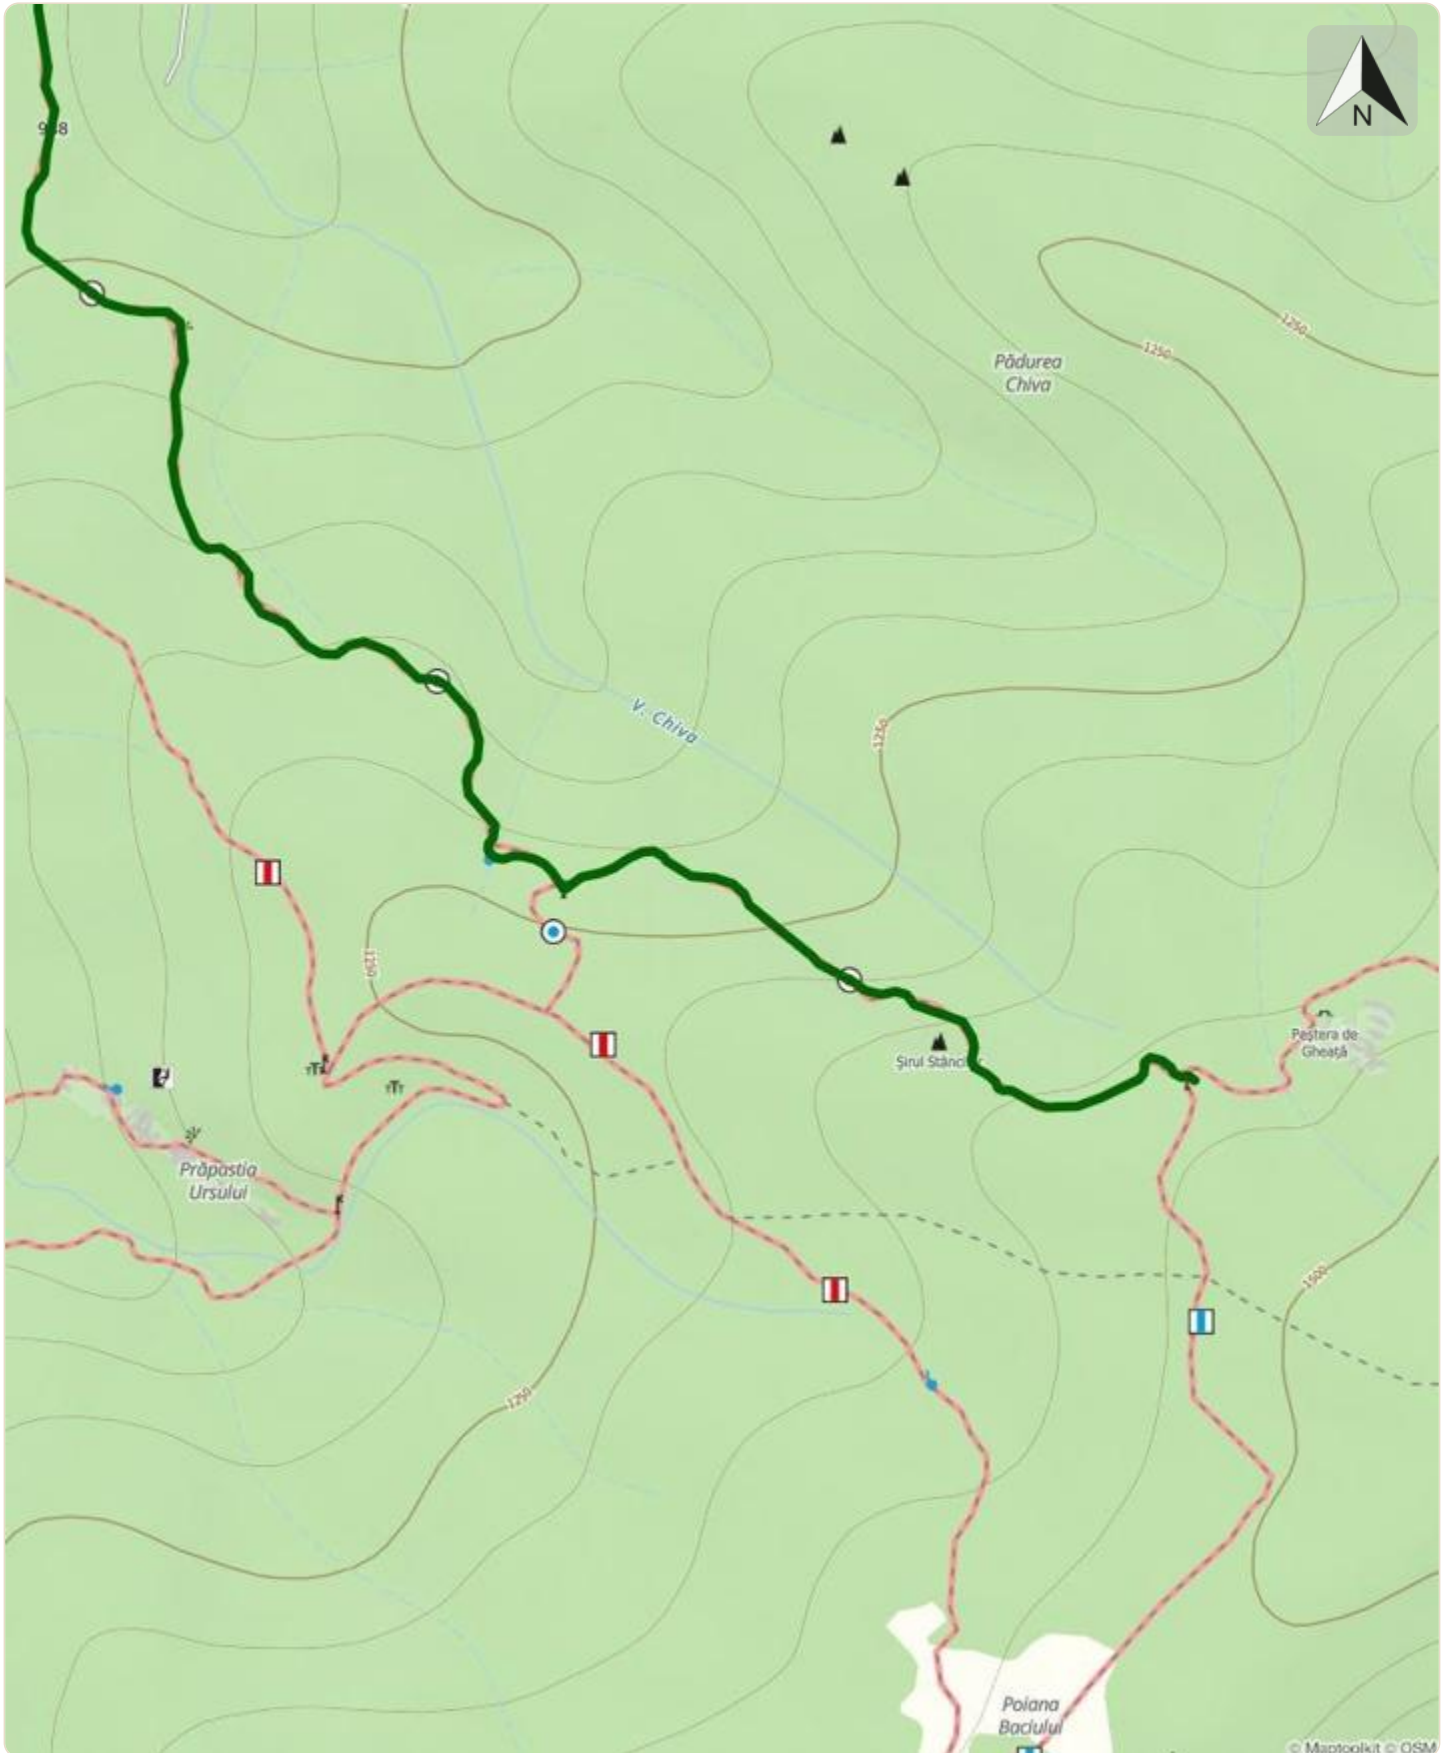 N
1250
1250
Pădurea
Chiva
V. Chiva
1250
1250
Peștera de
Gheață
Prăpastia
Ursului
1500
1250
Poiana
Baciului
© Maptoolkit © OSM